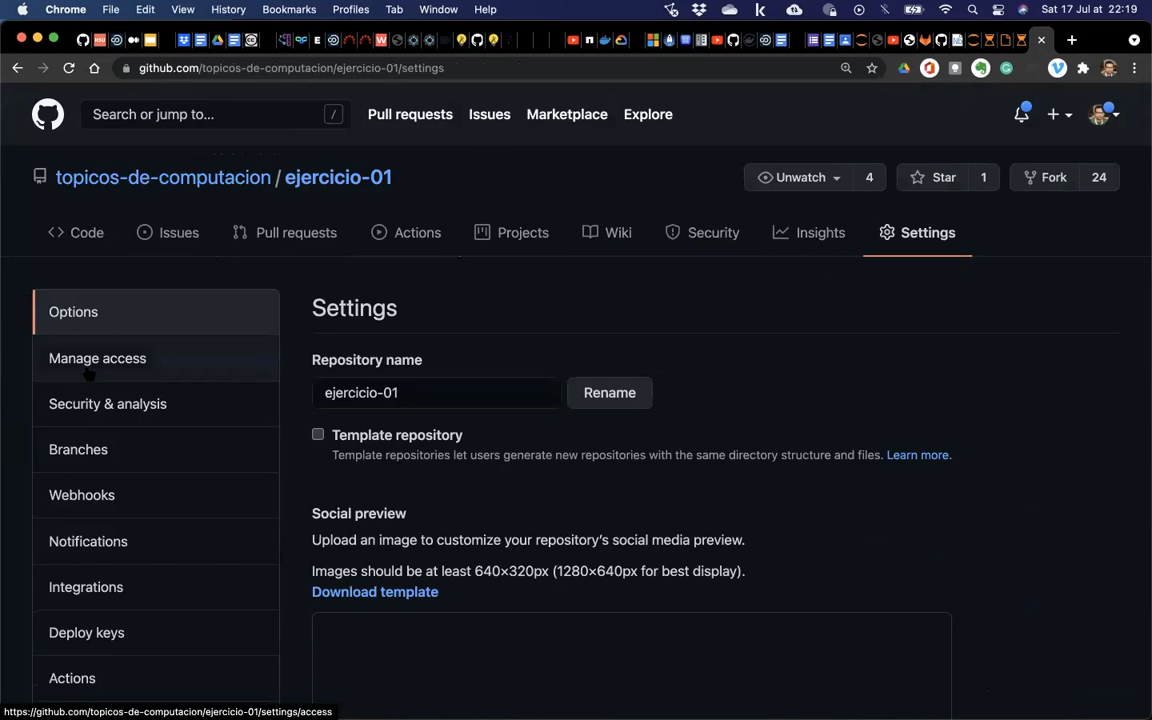 Chrome File Edit View History Bookmarks Profiles Tab Window Help Sat 17 Jul at 22:19
github.com/topicos-de-computacion/ejercicio-01/settings
Search or jump to... / Pull requests Issues Marketplace Explore
topicos-de-computacion / ejercicio-01 Unwatch 4 Star 1 Fork 24
Code Issues Pull requests Actions Projects Wiki Security Insights Settings
Options
Manage access
Security & analysis
Branches
Webhooks
Notifications
Integrations
Deploy keys
Actions
Settings
Repository name
ejercicio-01 Rename
Template repository
Template repositories let users generate new repositories with the same directory structure and files. Learn more.
Social preview
Upload an image to customize your repository's social media preview.
Images should be at least 640×320px (1280×640px for best display).
Download template
https://github.com/topicos-de-computacion/ejercicio-01/settings/access